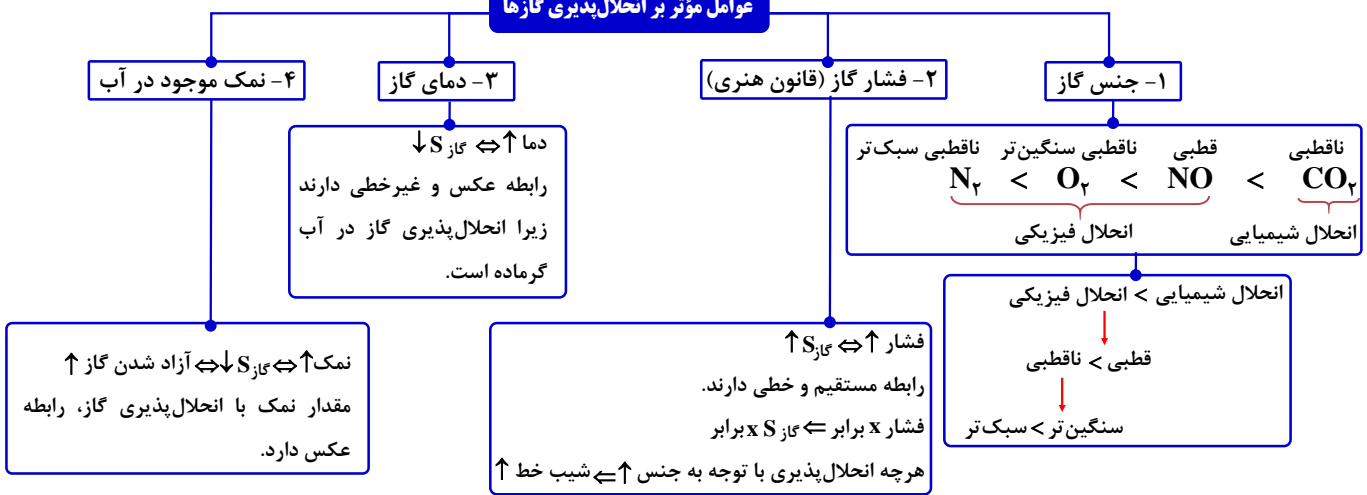 عوامل مؤثر بر انحلال‌پذیری گازها
۱- جنس گاز
ناقطبی سبک‌تر ناقطبی سنگین‌تر قطبی ناقطبی
N₂ < O₂ < NO < CO₂
انحلال فیزیکی انحلال شیمیایی
انحلال شیمیایی > انحلال فیزیکی
قطبی > ناقطبی
سنگین‌تر > سبک‌تر
۲- فشار گاز (قانون هنری)
فشار ↑ ⇔ S گاز ↑
رابطه مستقیم و خطی دارند.
فشار x برابر ⇐ S گاز x برابر
هرچه انحلال‌پذیری با توجه به جنس ↑ ⇐ شیب خط ↑
۳- دمای گاز
دما ↑ ⇔ S گاز ↓
رابطه عکس و غیرخطی دارند
زیرا انحلال‌پذیری گاز در آب
گرماده است.
۴- نمک موجود در آب
نمک ↑ ⇔ S گاز ↓ ⇔ آزاد شدن گاز ↑
مقدار نمک با انحلال‌پذیری گاز، رابطه
عکس دارد.